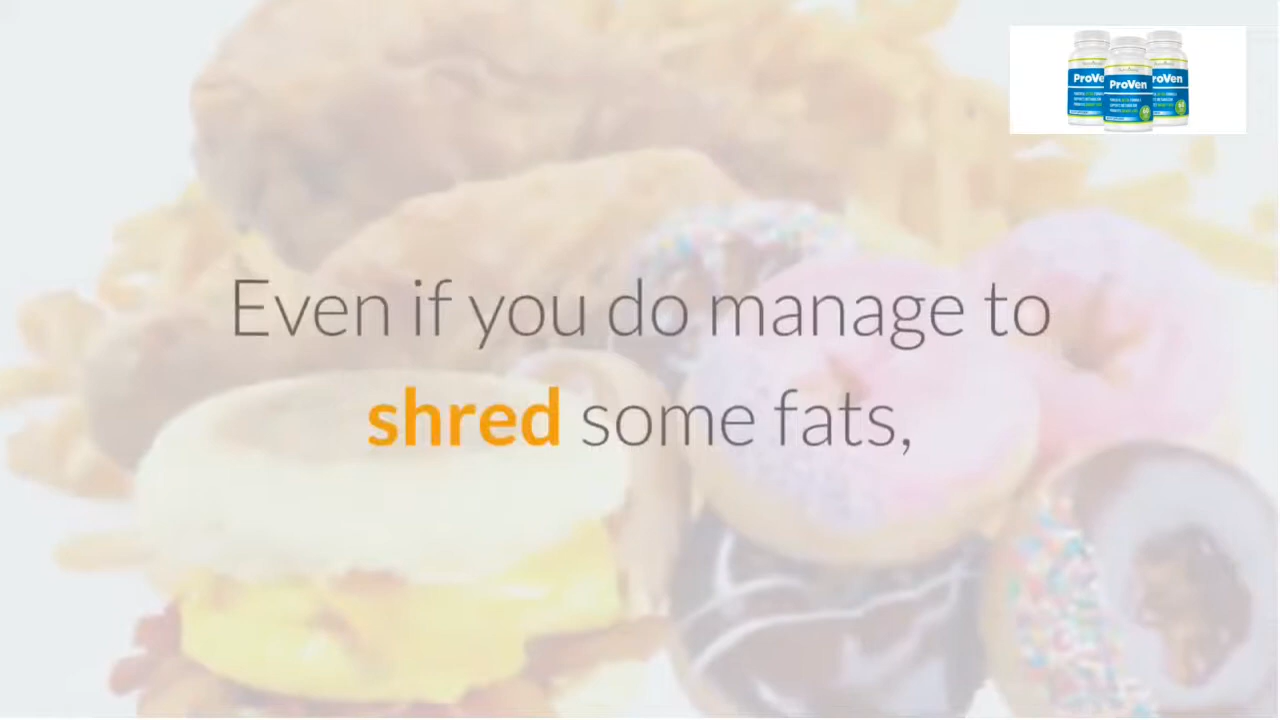 Even if you do manage to
shred some fats,
ProVen
ProVen
ProVen